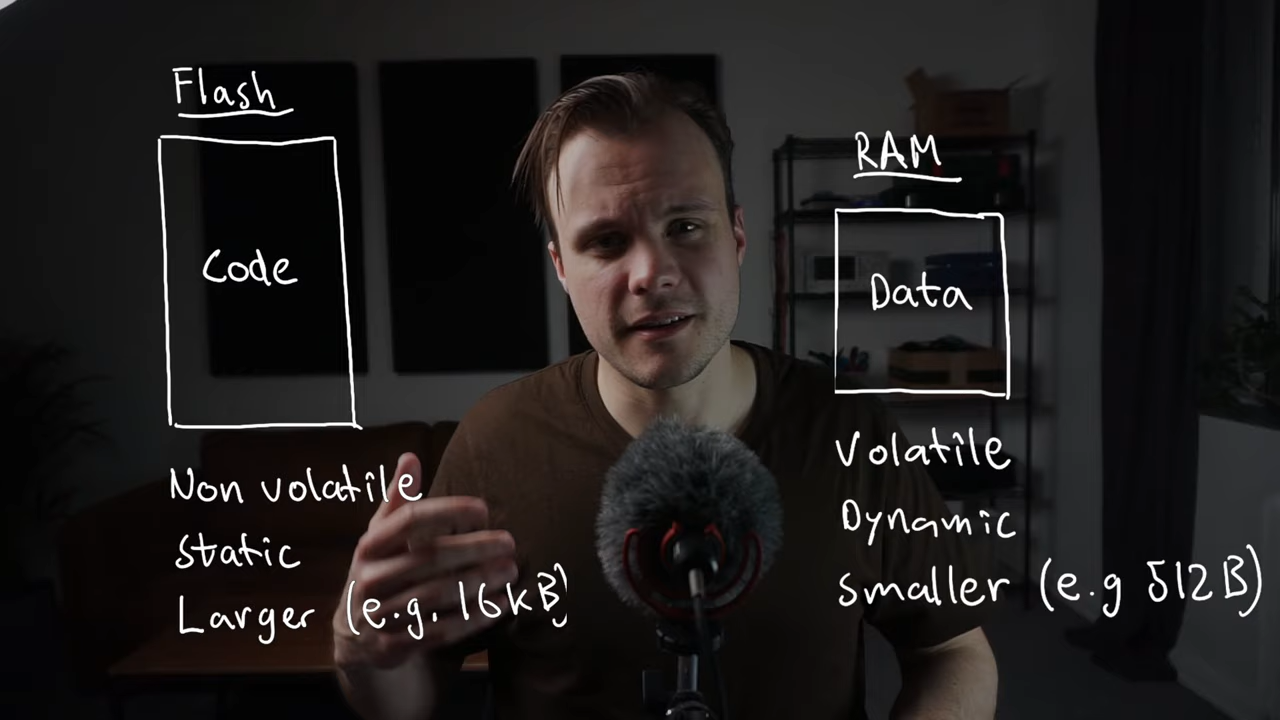 Flash
Code
Non volatile
Static
Larger (e.g. 16kB)
RAM
Data
Volatile
Dynamic
smaller (e.g 512B)